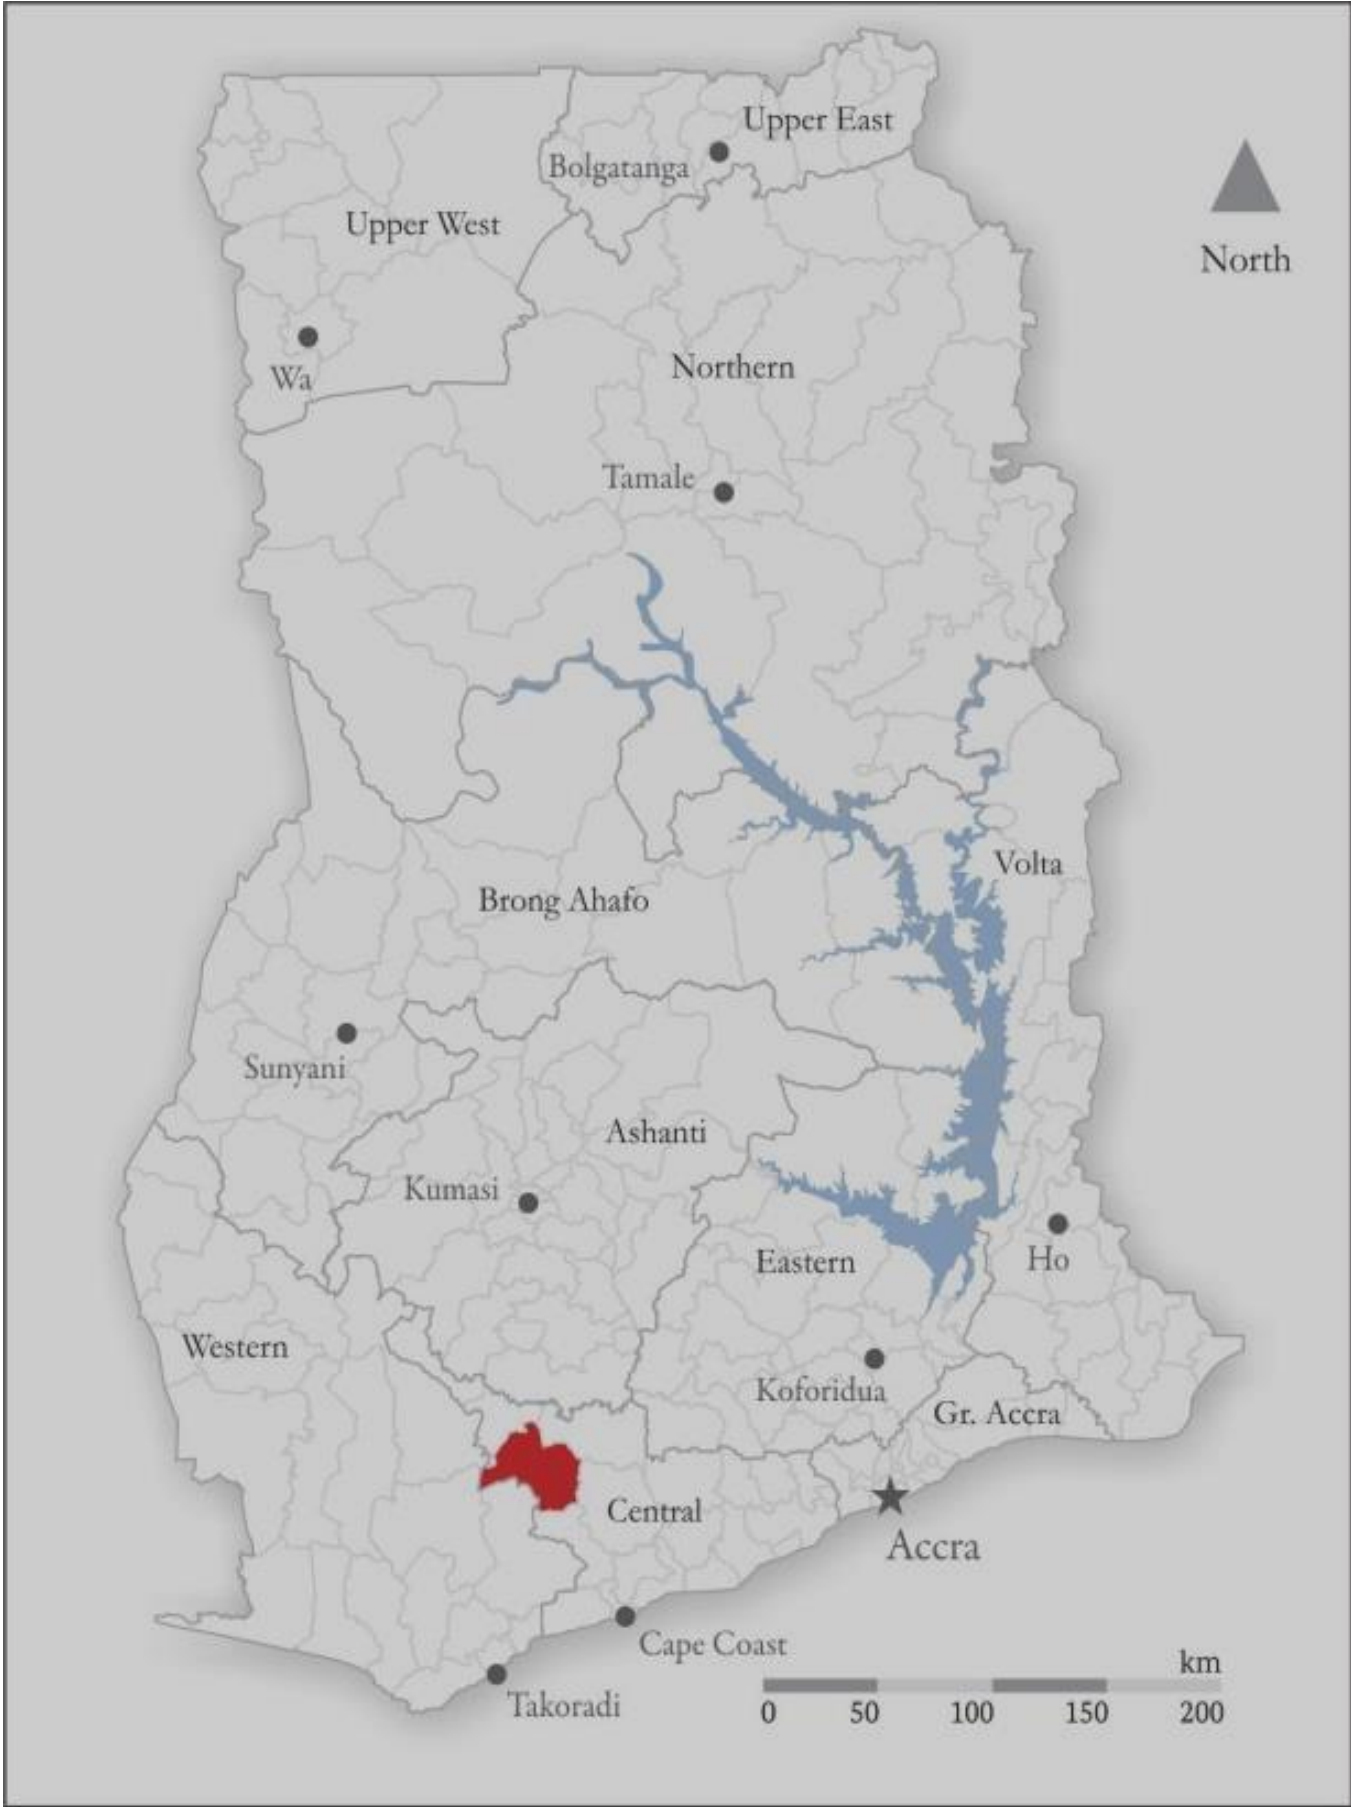 Upper East
Bolgatanga
Upper West
North
Wa
Northern
Tamale
Volta
Brong Ahafo
Sunyani
Ashanti
Kumasi
Eastern
Ho
Western
Koforidua
Gr. Accra
Central
Accra
Cape Coast
Takoradi
km
0 50 100 150 200